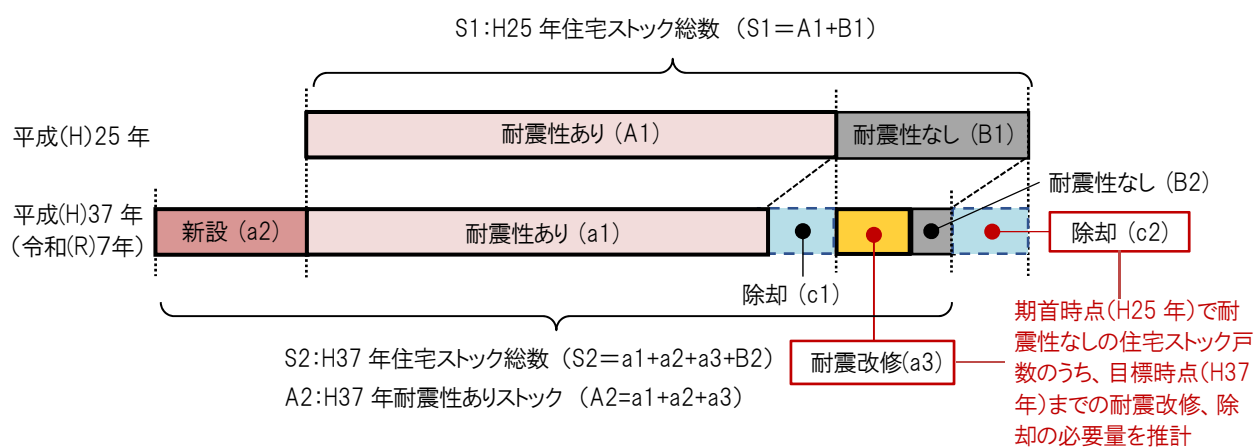 S1：H25 年住宅ストック総数 （S1＝A1+B1）
平成(H)25 年
耐震性あり（A1）
耐震性なし（B1）
耐震性なし（B2）
平成(H)37 年
（令和(R)7年）
新設（a2）
耐震性あり（a1）
除却（c2）
除却（c1）
S2：H37 年住宅ストック総数（S2＝a1+a2+a3+B2）
A2：H37 年耐震性ありストック （A2=a1+a2+a3）
耐震改修(a3)
期首時点(H25 年)で耐
震性なしの住宅ストック戸
数のうち、目標時点(H37
年)までの耐震改修、除
却の必要量を推計